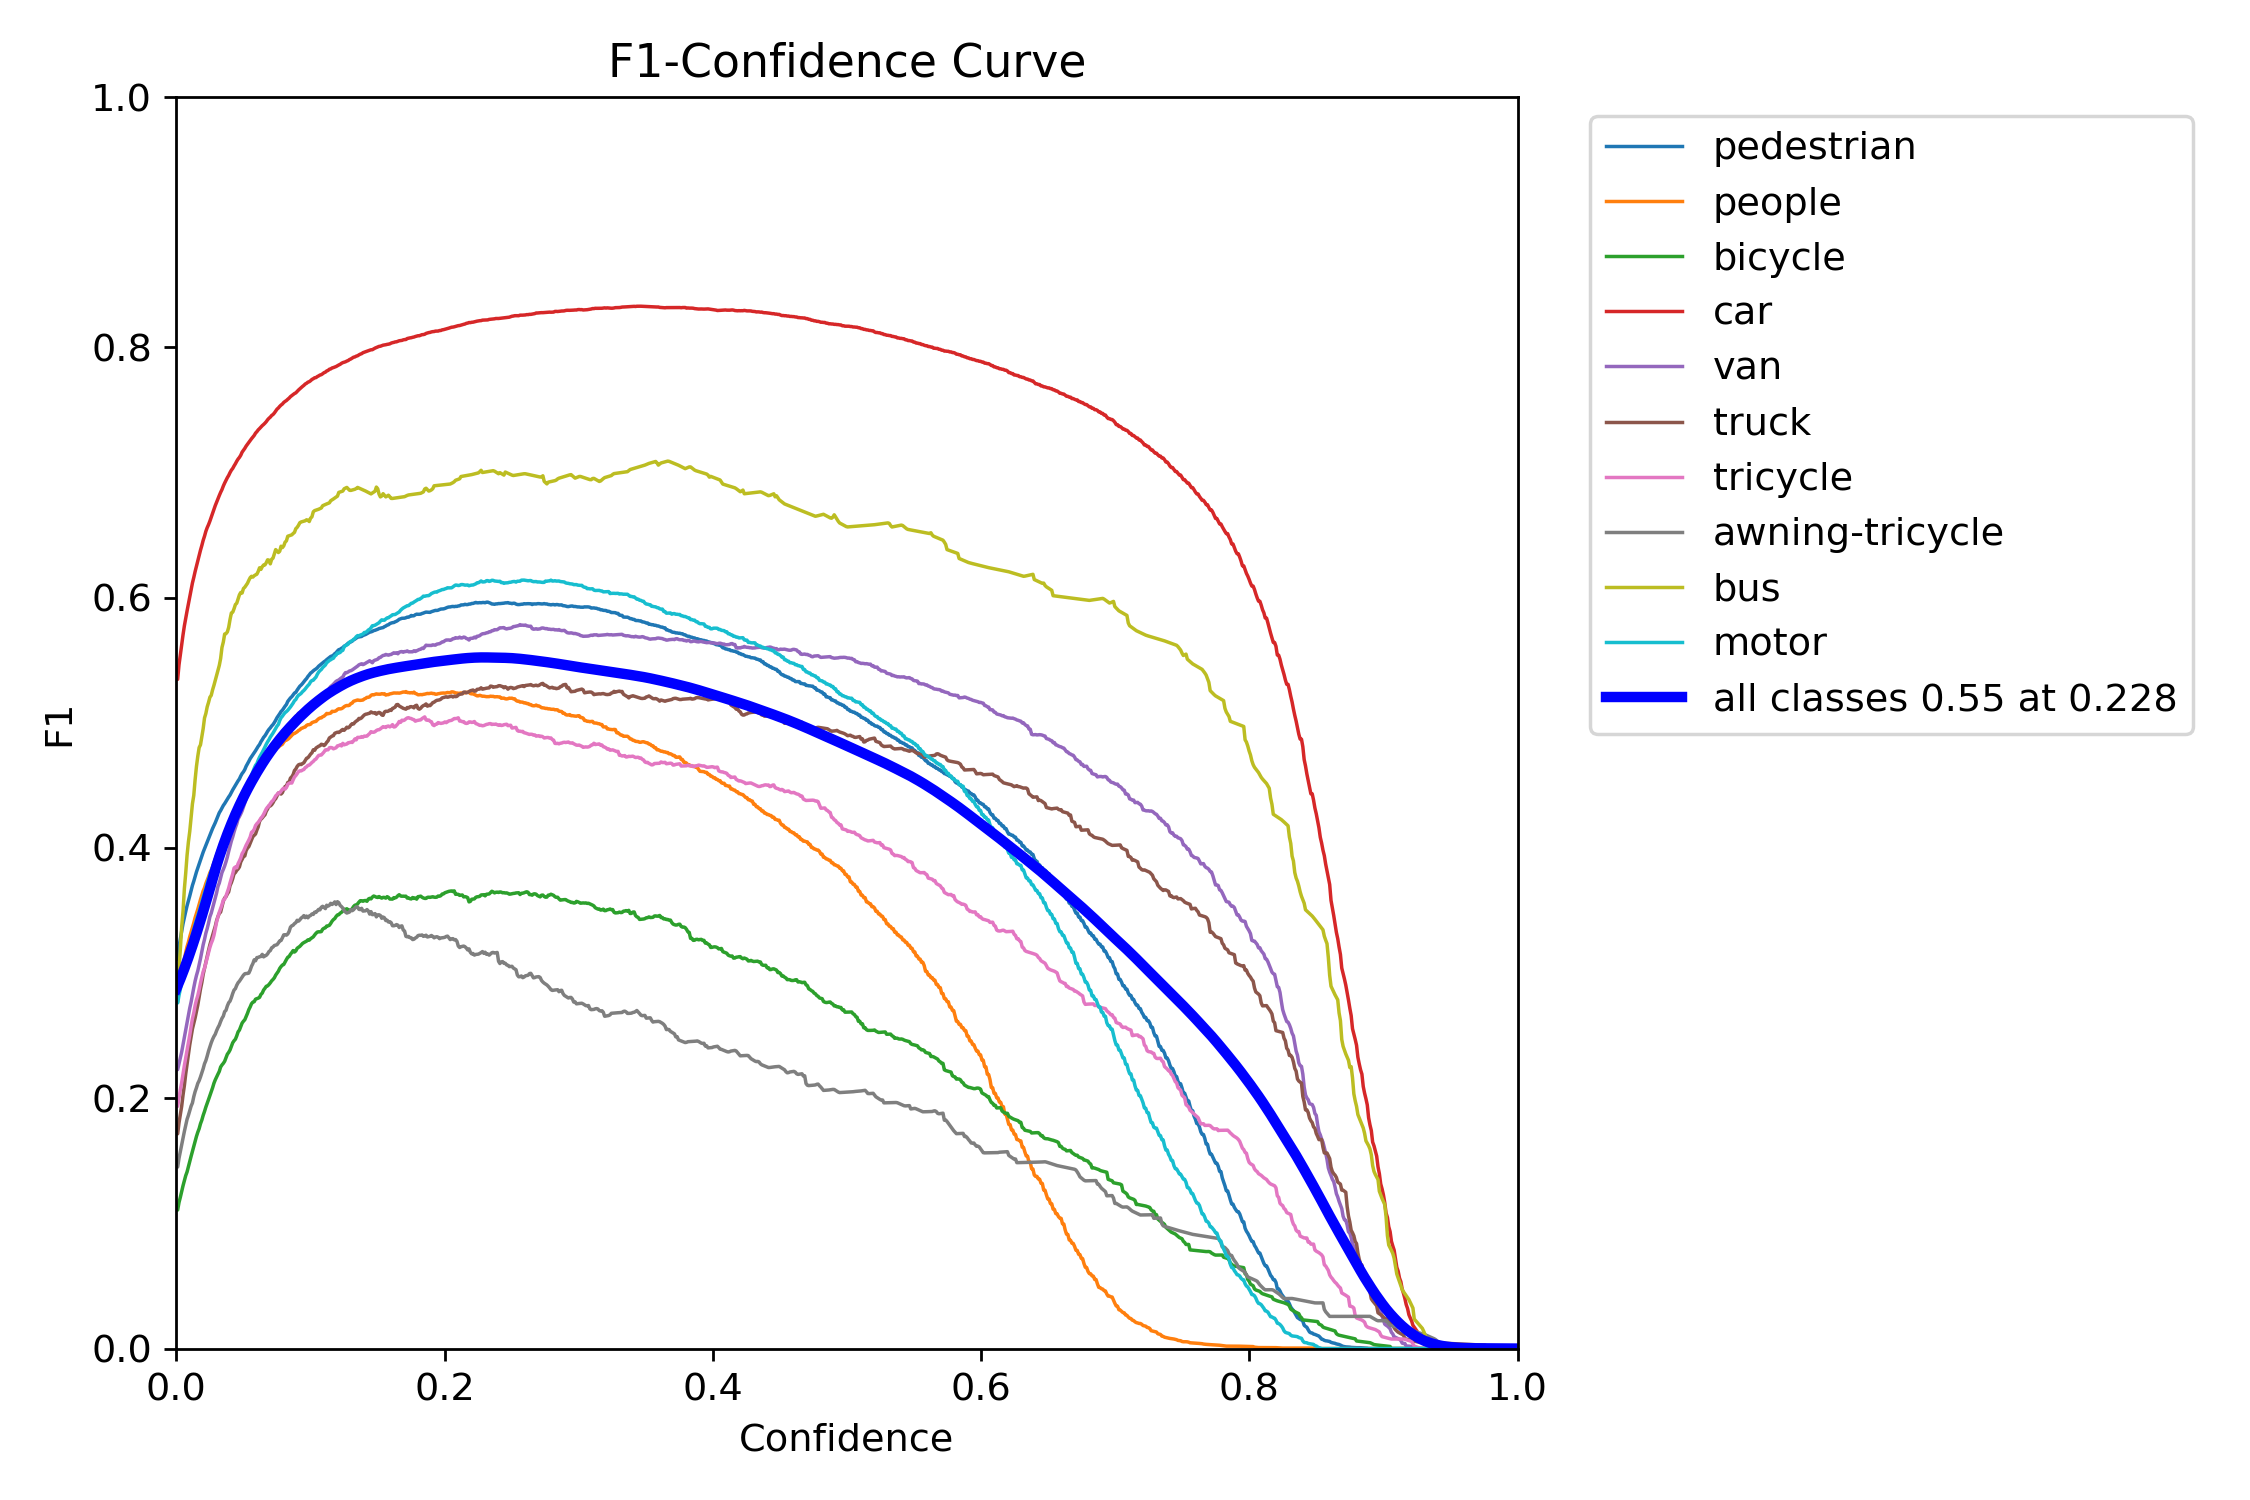 F1-Confidence Curve
1.0
0.8
0.6
0.4
0.2
0.0
F1
0.0 0.2 0.4 0.6 0.8 1.0
Confidence
pedestrian
people
bicycle
car
van
truck
tricycle
awning-tricycle
bus
motor
all classes 0.55 at 0.228